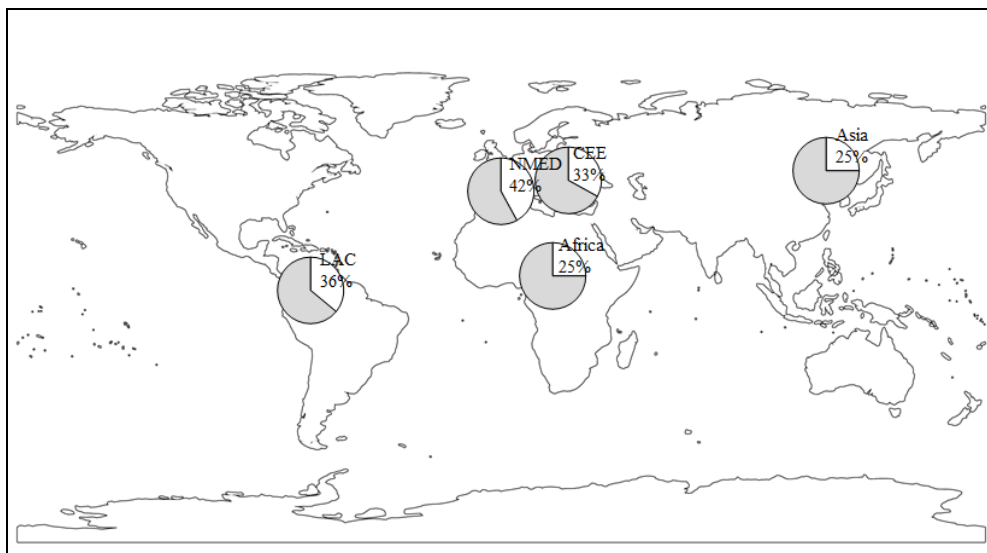 Asia
25%
NMED
42%
CEE
33%
Africa
25%
LAC
36%